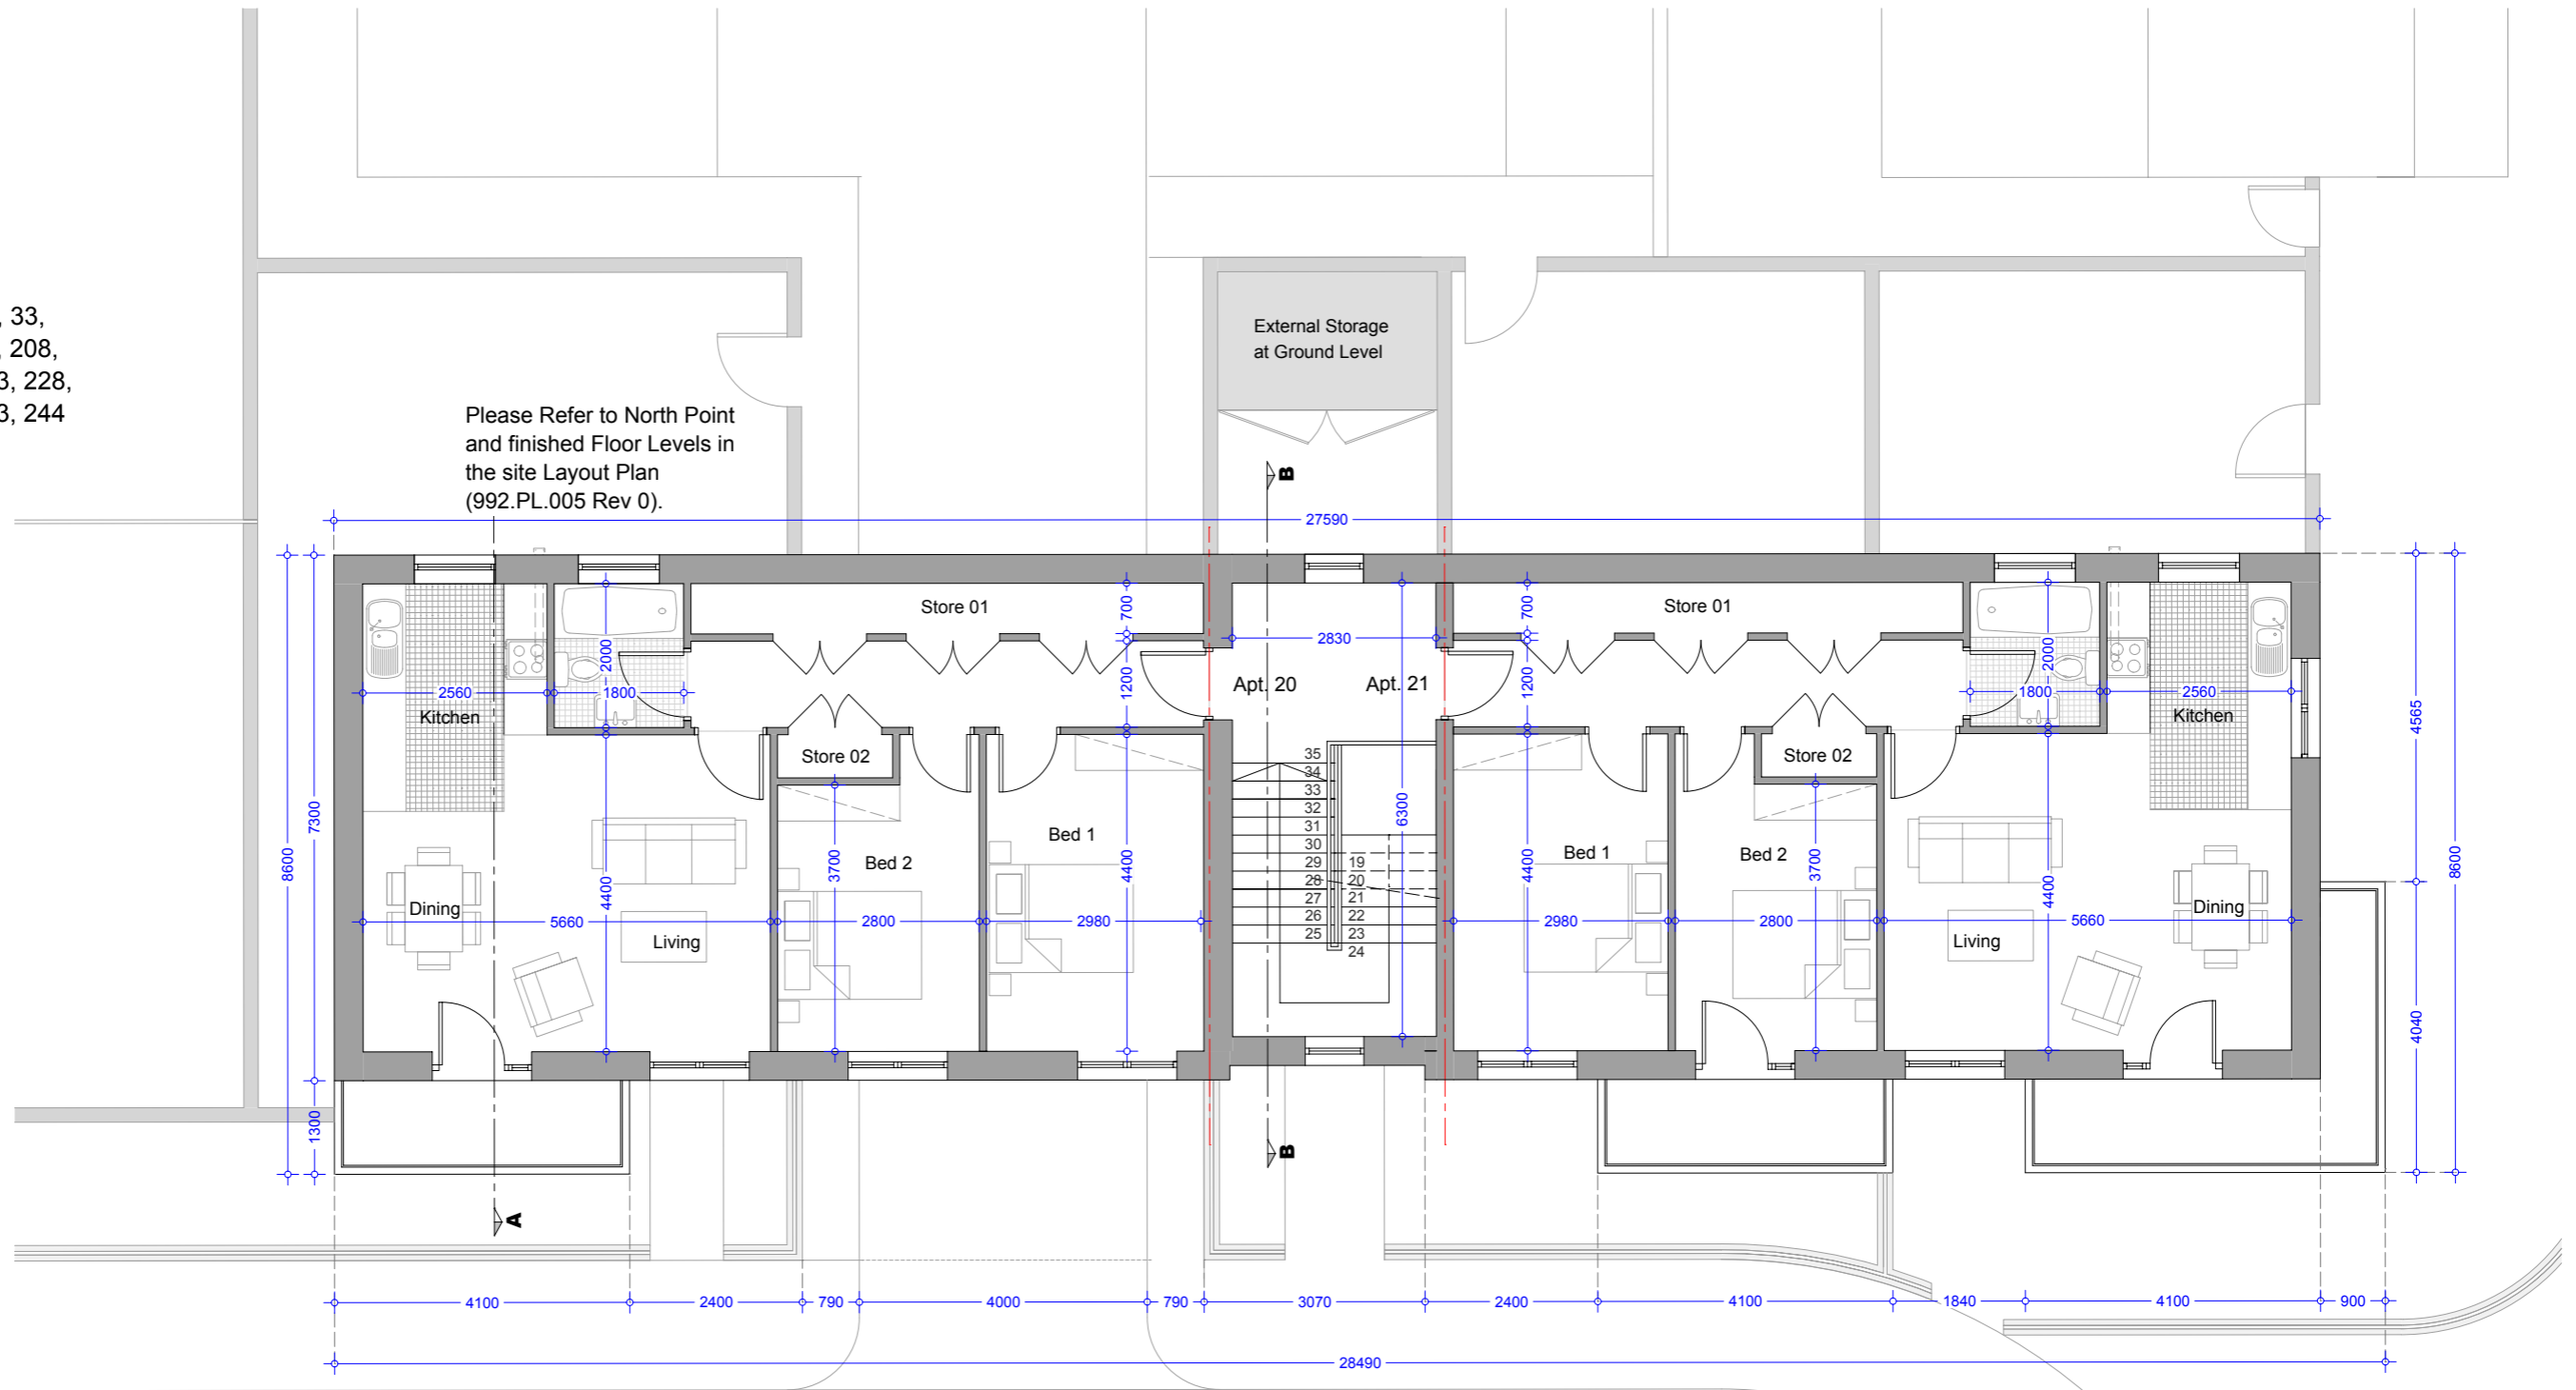 , 33,
, 208,
3, 228,
3, 244
Please Refer to North Point
and finished Floor Levels in
the site Layout Plan
(992.PL.005 Rev 0).
External Storage
at Ground Level
B
27590
Store 01
700
2830
700
Store 01
2000
1200
1200
2000
2560
1800
Apt. 20
Apt. 21
1800
2560
Kitchen
Kitchen
4565
Store 02
Store 02
8600
7300
35
34
33
32
31
30
29
28
27
26
25
19
20
21
22
23
24
6300
Bed 1
Bed 2
3700
4400
4400
Bed 1
Bed 2
3700
4400
4400
8600
Dining
Dining
5660
2800
2980
2980
2800
5660
Living
Living
4040
1300
B
A
4100
2400
790
4000
790
3070
2400
4100
1840
4100
900
28490